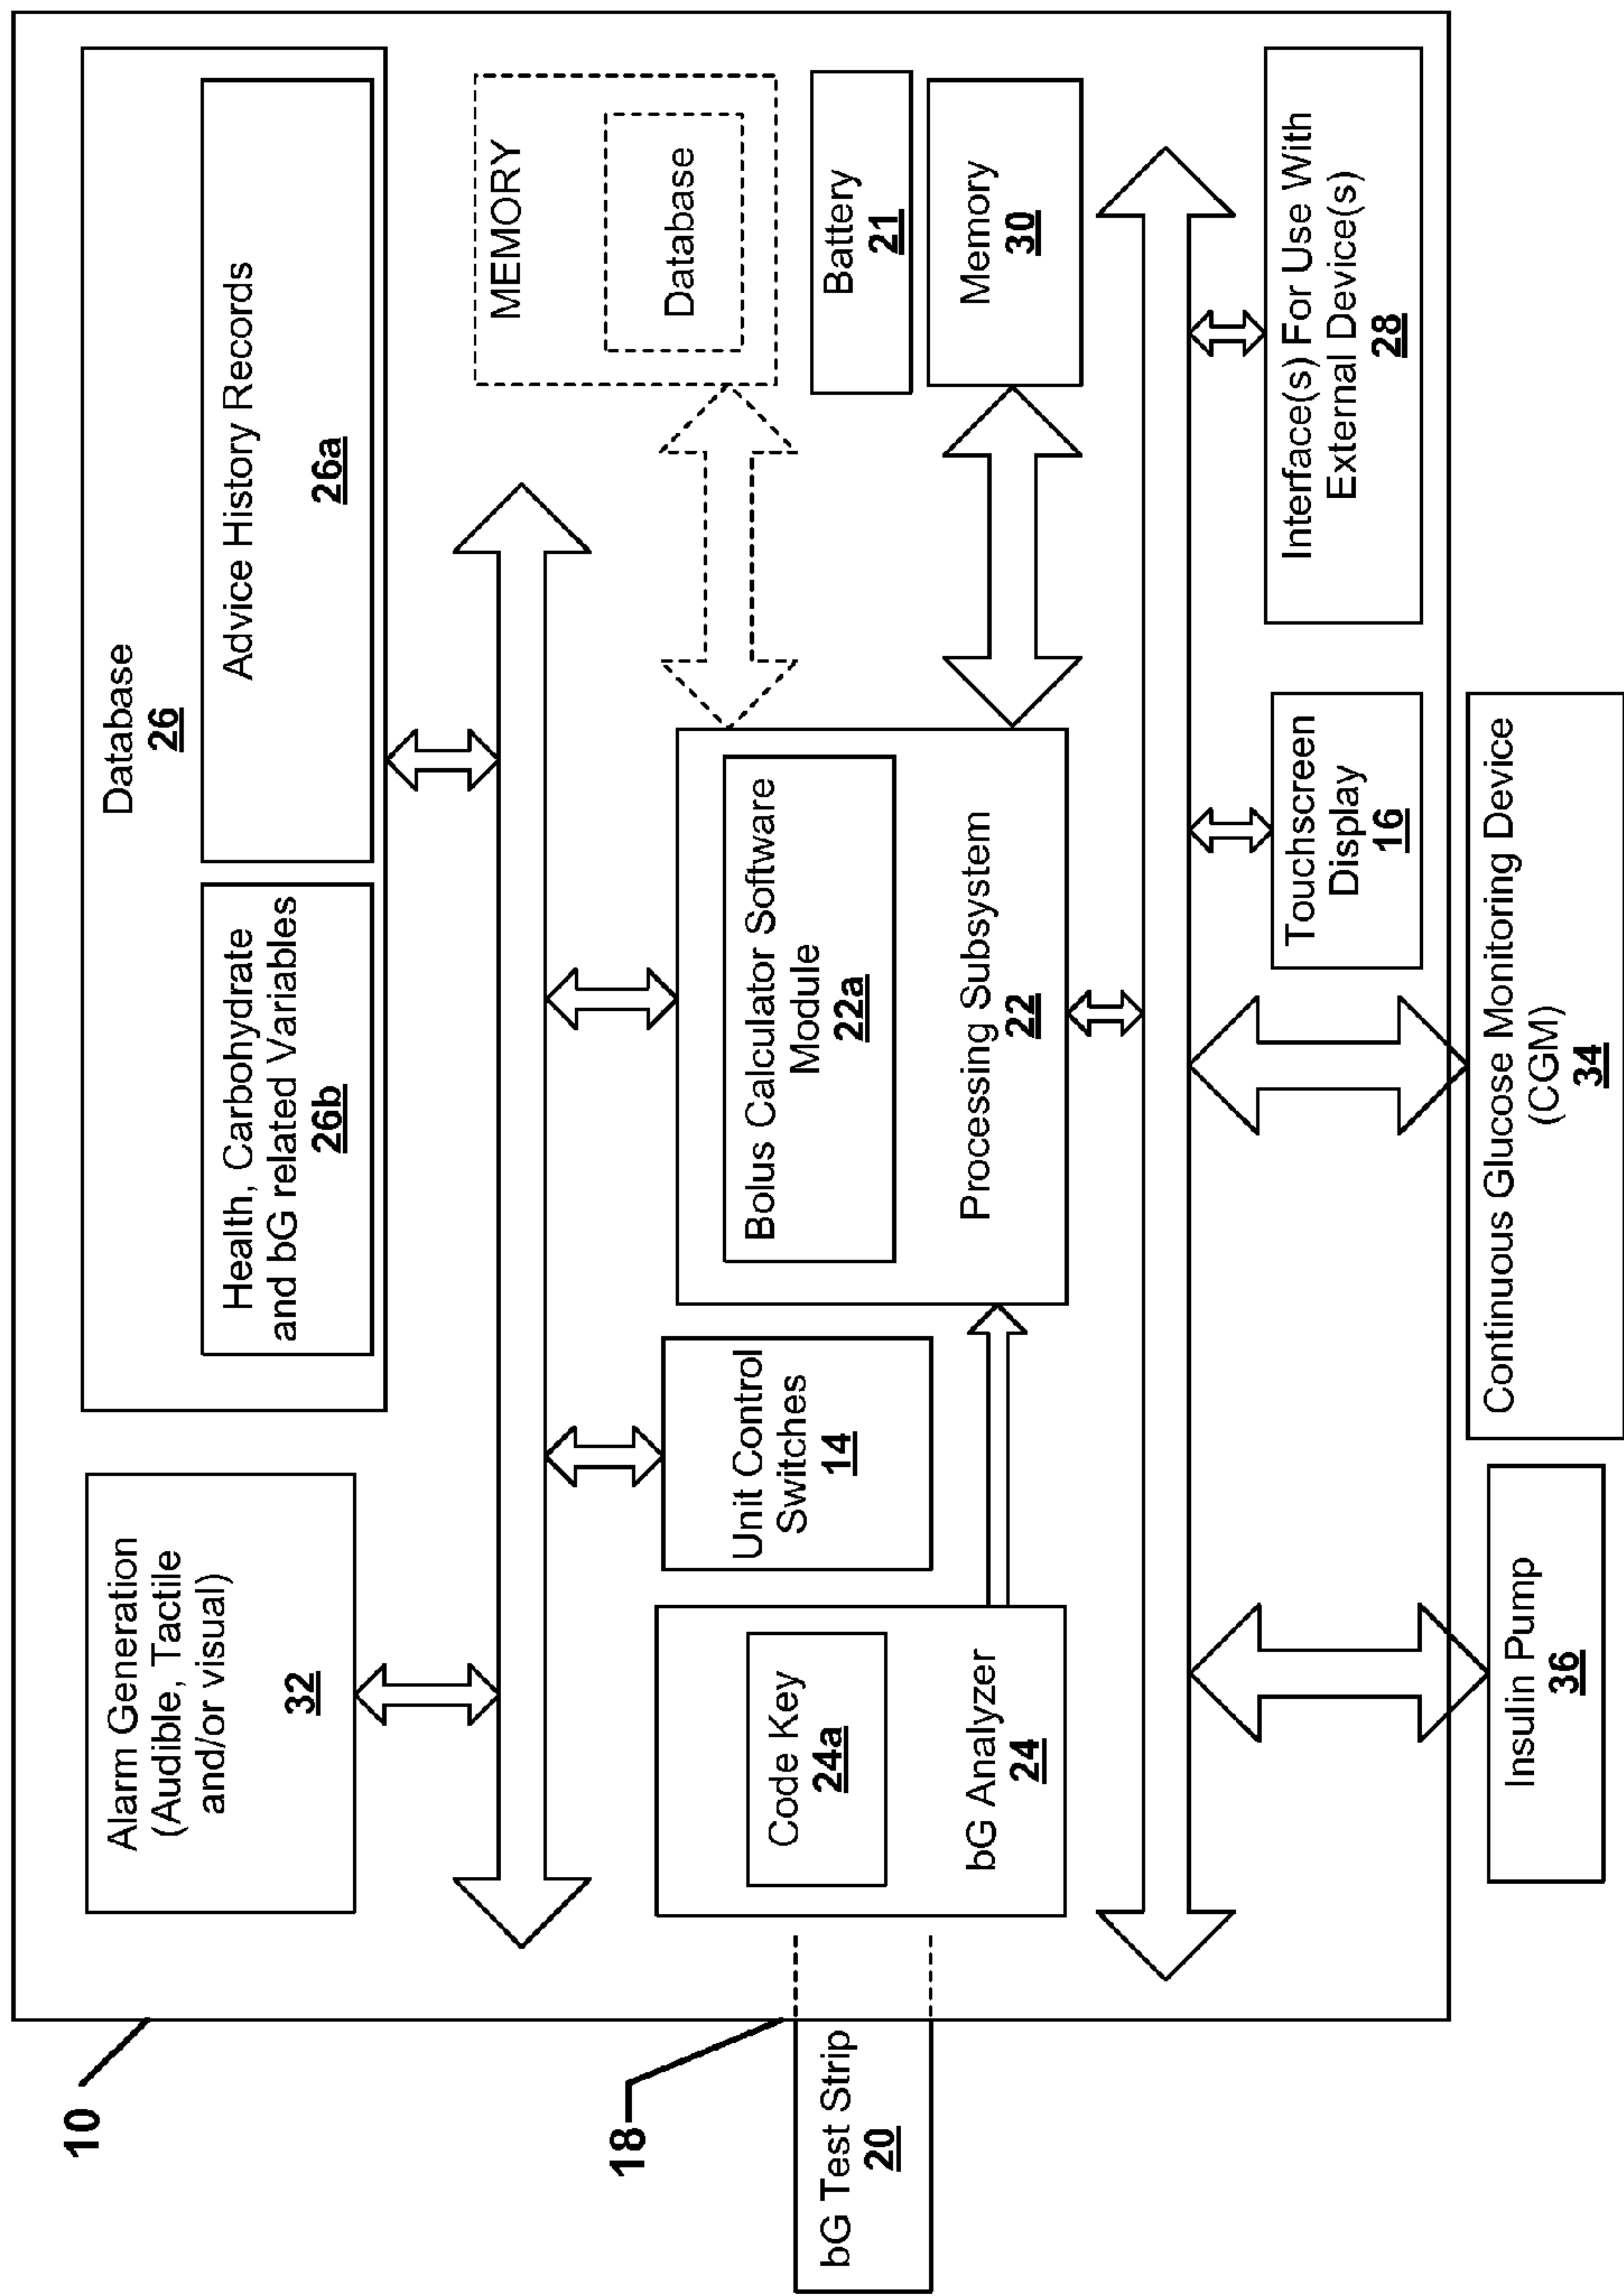 10
Alarm Generation
(Audible, Tactile
and/or visual)
32
Database
26
Health, Carbohydrate
and bG related Variables
26b
Advice History Records
26a
18
bG Test Strip
20
Code Key
24a
bG Analyzer
24
Unit Control
Switches
14
Bolus Calculator Software
Module
22a
Processing Subsystem
22
MEMORY
Database
Battery
21
Memory
30
Insulin Pump
36
Continuous Glucose Monitoring Device
(CGM)
34
Touchscreen
Display
16
Interface(s) For Use With
External Device(s)
28